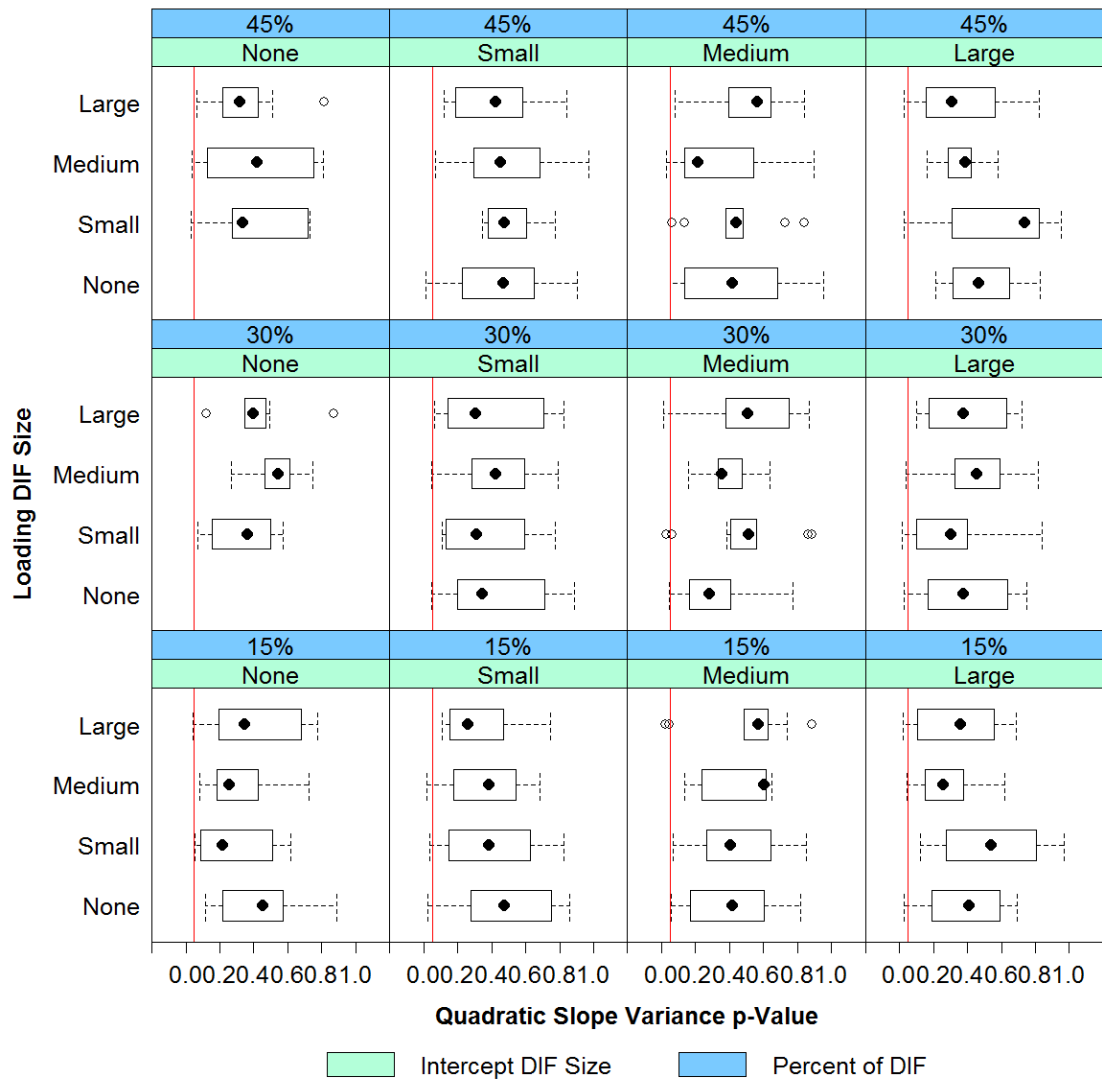 45% 45% 45% 45%
None Small Medium Large
Large
Medium
Small
None
30% 30% 30% 30%
None Small Medium Large
Large
Medium
Small
None
15% 15% 15% 15%
None Small Medium Large
Large
Medium
Small
None
Loading DIF Size
0.00.20.40.60.81.0 0.00.20.40.60.81.0 0.00.20.40.60.81.0 0.00.20.40.60.81.0
Quadratic Slope Variance p-Value
Intercept DIF Size Percent of DIF